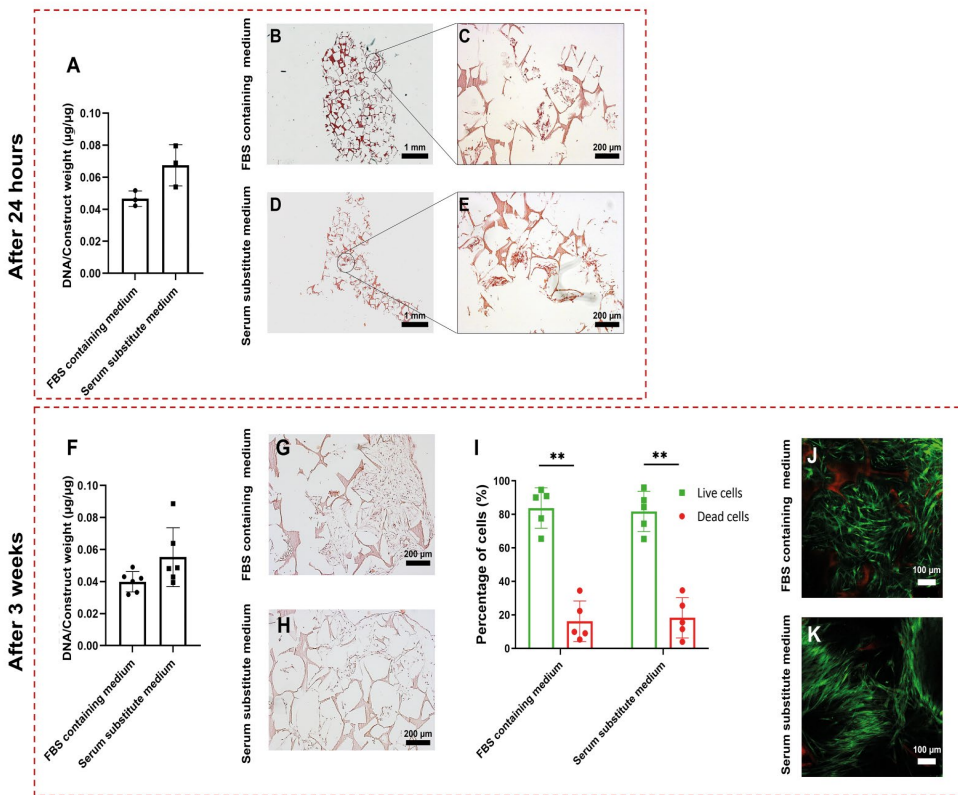 After 24 hours
A
DNA/Construct weight (µg/µg)
0.10
0.08
0.06
0.04
0.02
0.00
FBS containing medium
Serum substitute medium
B
FBS containing medium
1 mm
C
200 µm
D
Serum substitute medium
1 mm
E
200 µm
After 3 weeks
F
DNA/Construct weight (µg/µg)
0.10
0.08
0.06
0.04
0.02
0.00
FBS containing medium
Serum substitute medium
G
FBS containing medium
200 µm
H
Serum substitute medium
200 µm
I
Percentage of cells (%)
100
80
60
40
20
0
**
**
Live cells
Dead cells
FBS containing medium
Serum substitute medium
J
FBS containing medium
100 µm
K
Serum substitute medium
100 µm